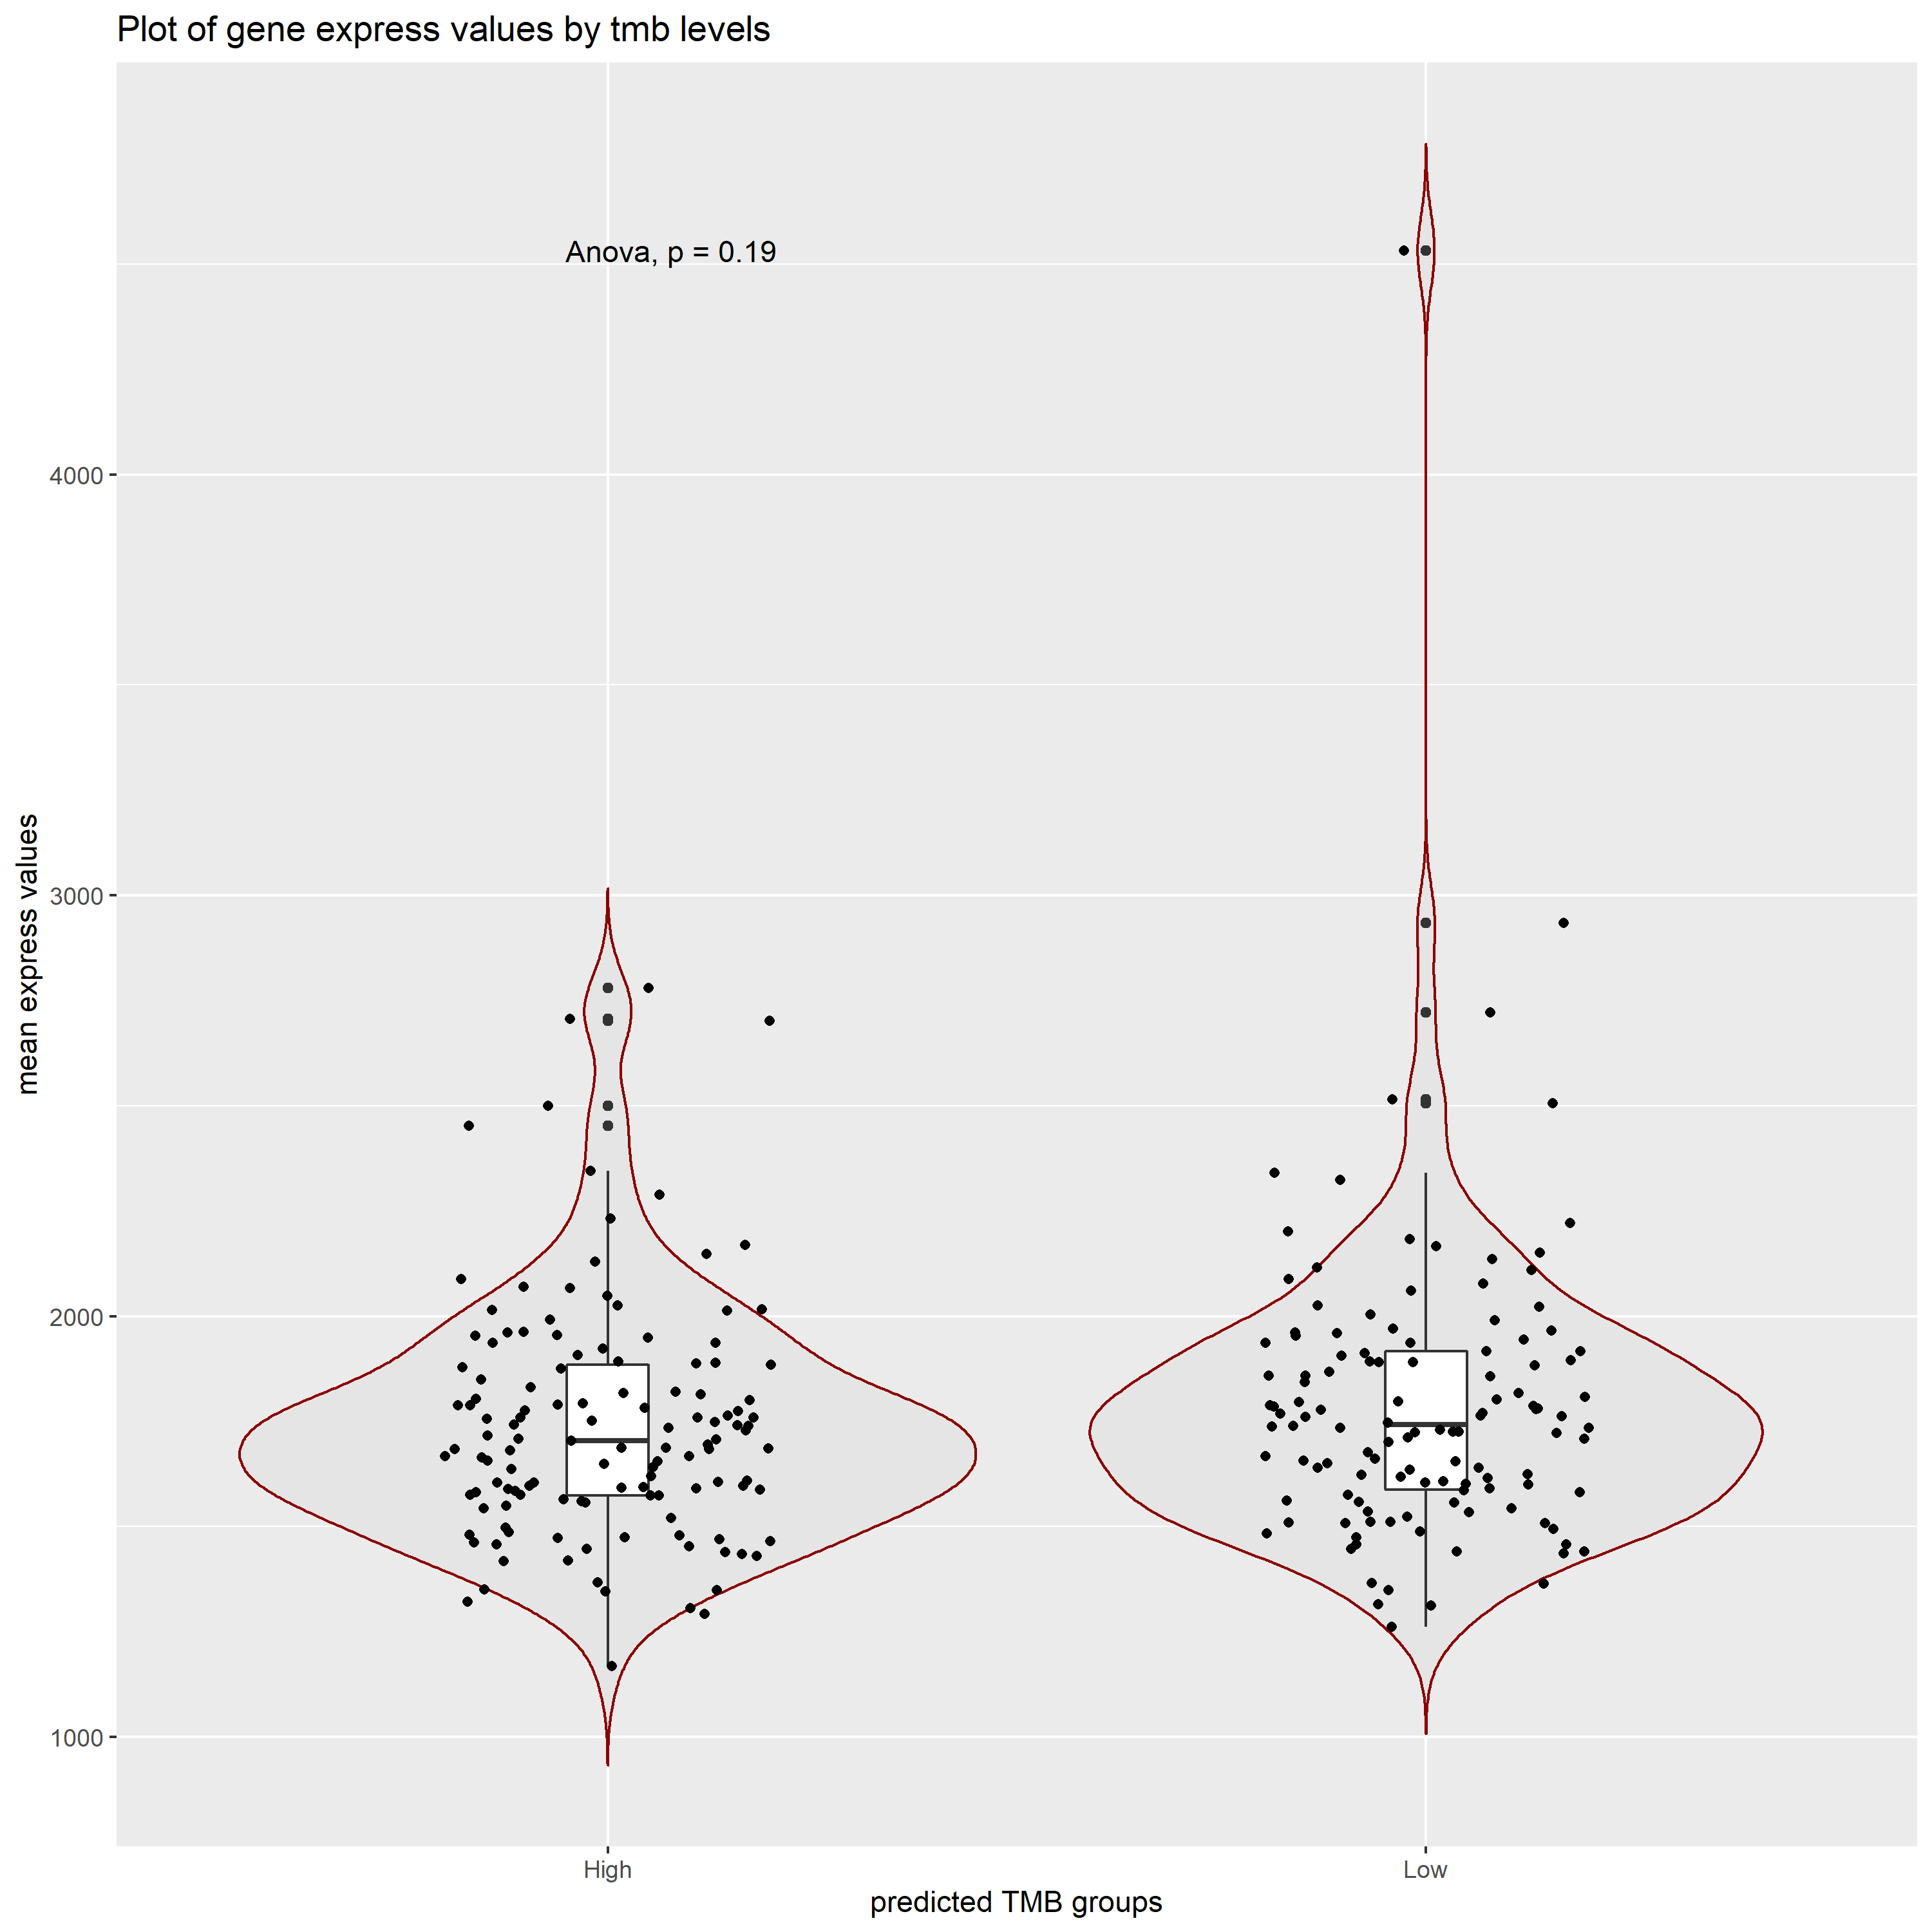 Plot of gene express values by tmb levels
Anova, p = 0.19
mean express values
4000
3000
2000
1000
High
Low
predicted TMB groups